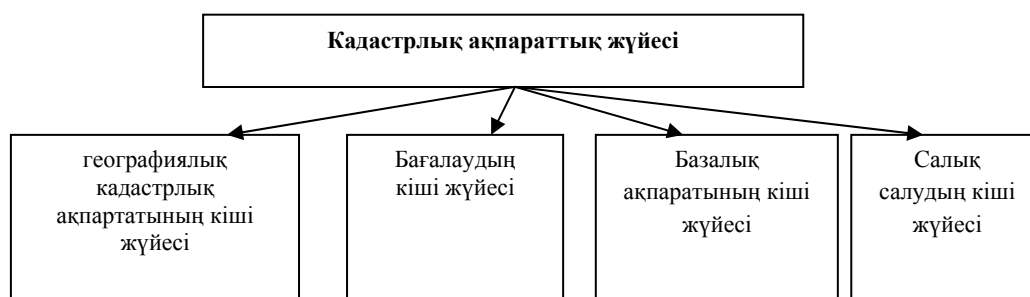 Кадастрлық ақпараттық жүйесі
географиялық
кадастрлық
ақпартатының кіші
жүйесі
Бағалаудың
кіші жүйесі
Базалық
ақпаратының кіші
жүйесі
Салық
салудың кіші
жүйесі